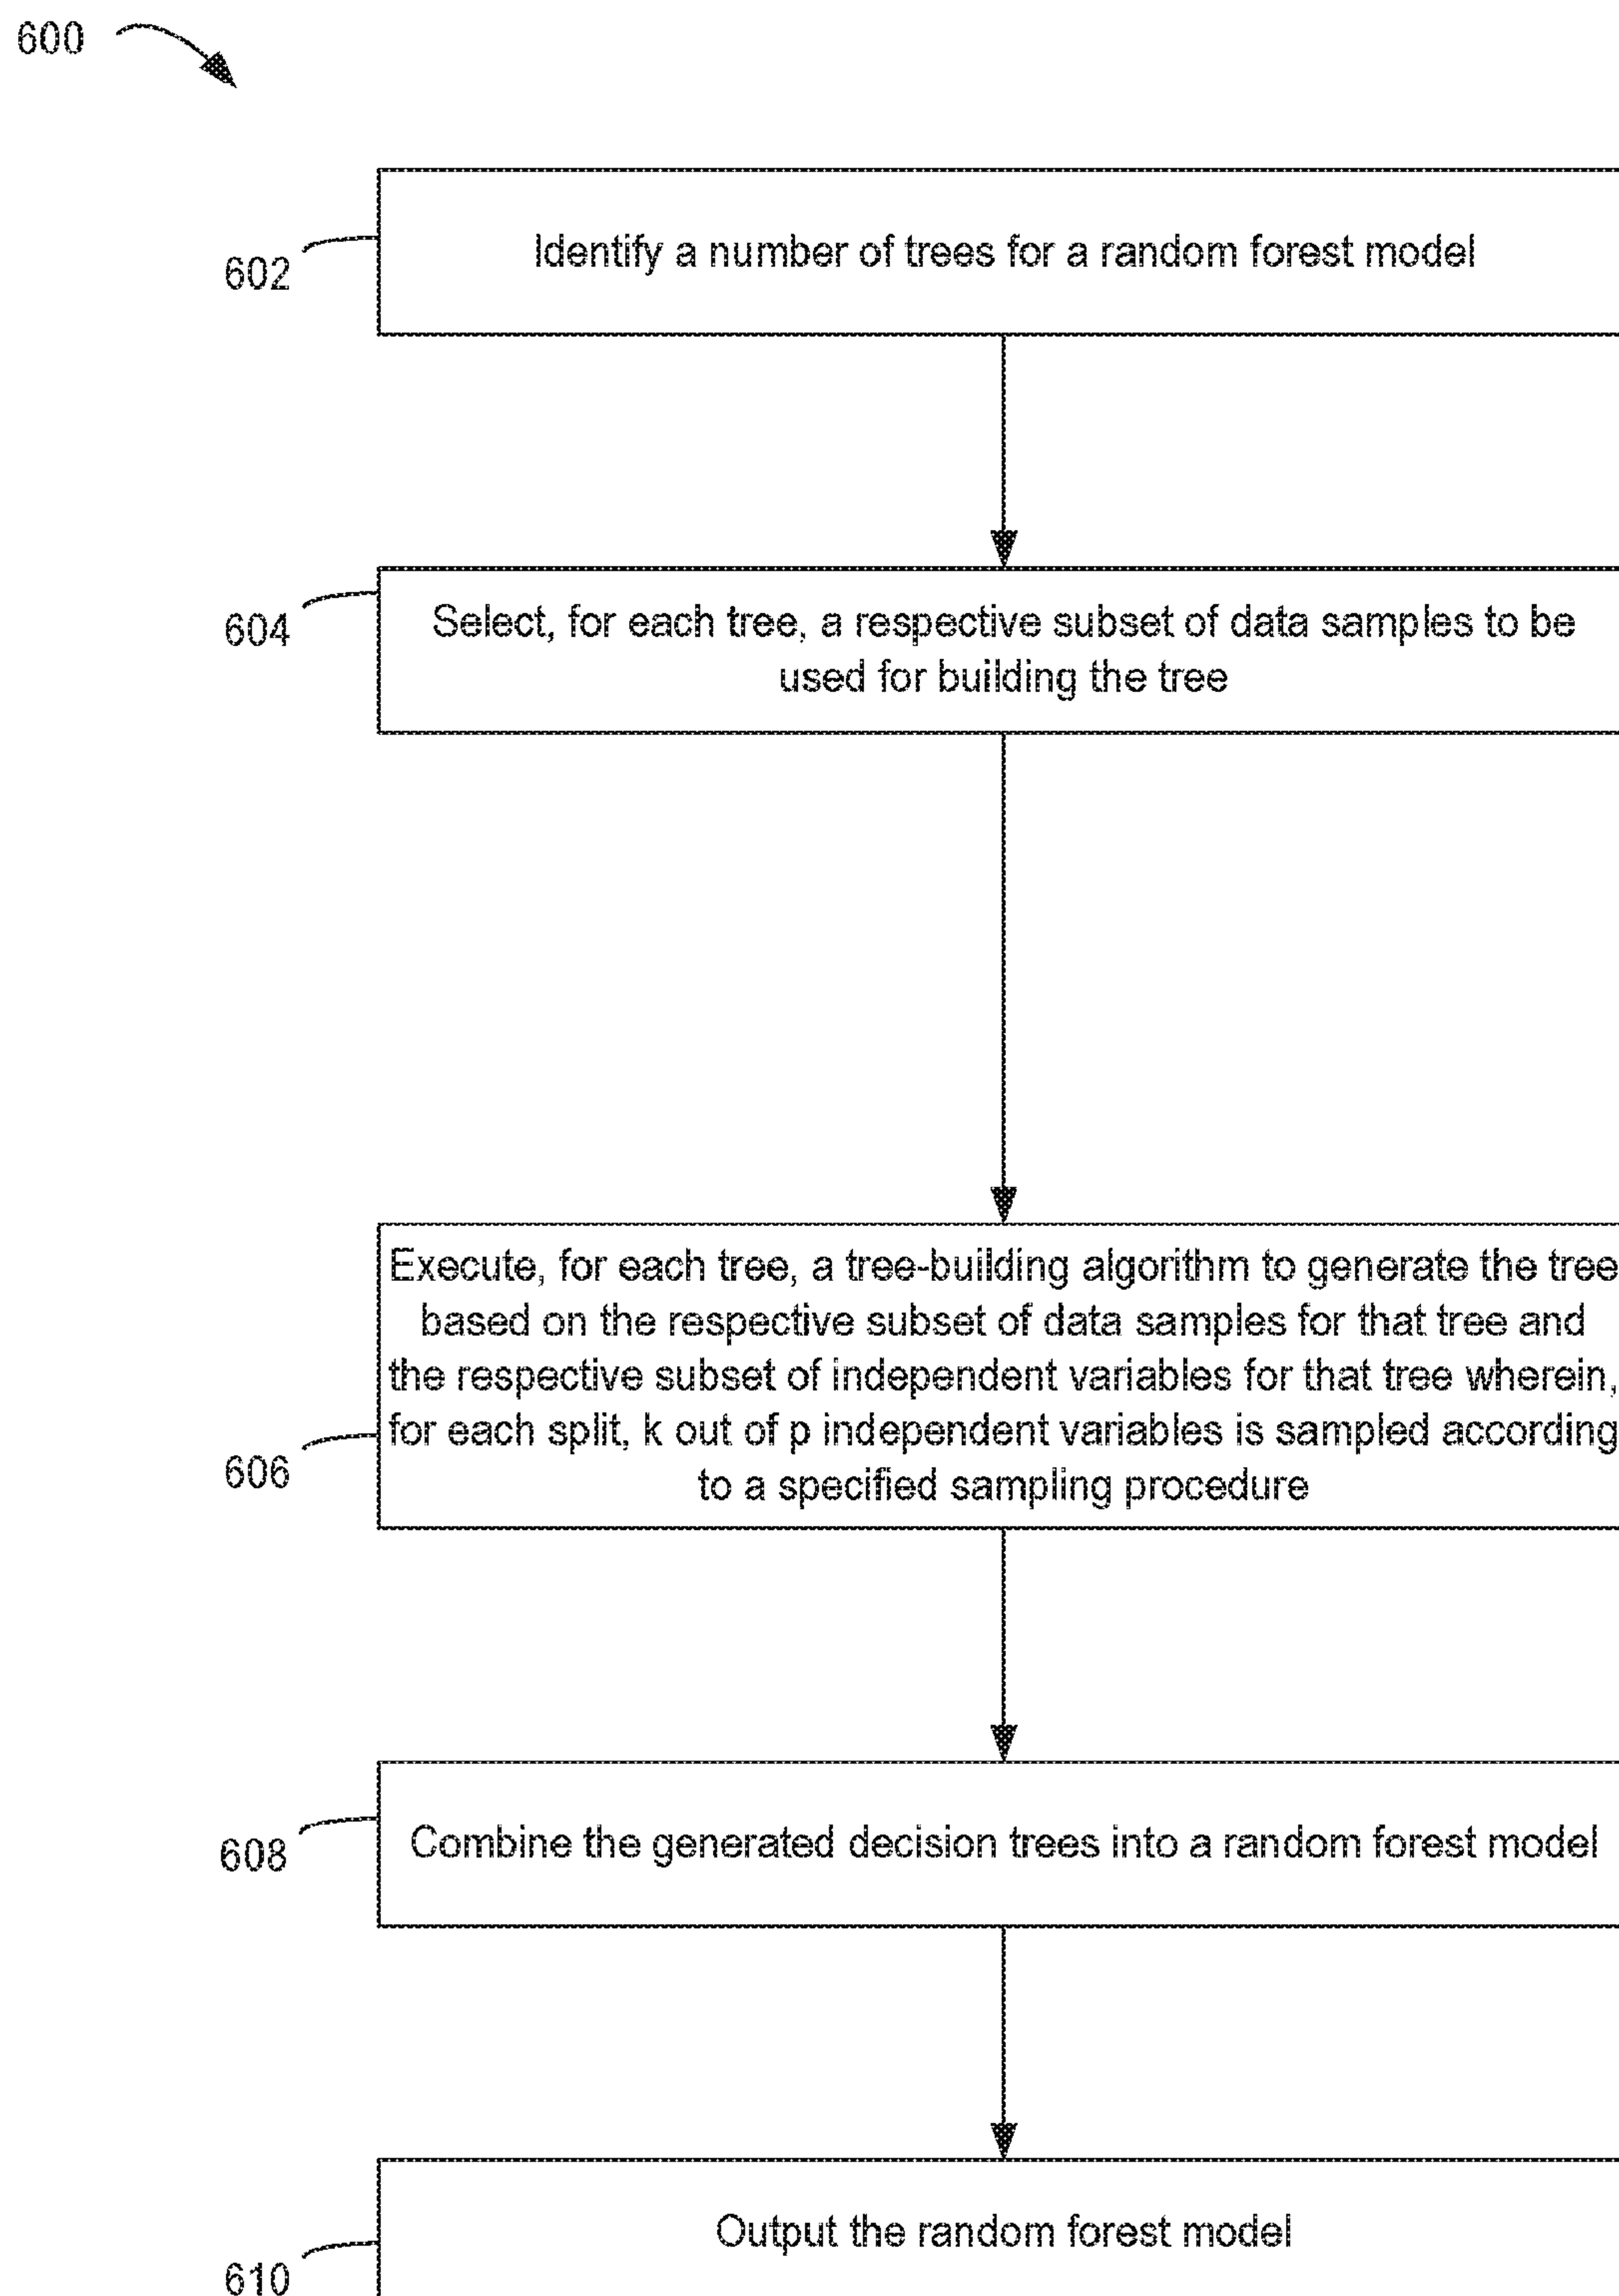 600
602
Identify a number of trees for a random forest model
604
Select, for each tree, a respective subset of data samples to be
used for building the tree
Execute, for each tree, a tree-building algorithm to generate the tree
based on the respective subset of data samples for that tree and
the respective subset of independent variables for that tree wherein,
for each split, k out of p independent variables is sampled according
to a specified sampling procedure
606
608
Combine the generated decision trees into a random forest model
Output the random forest model
610